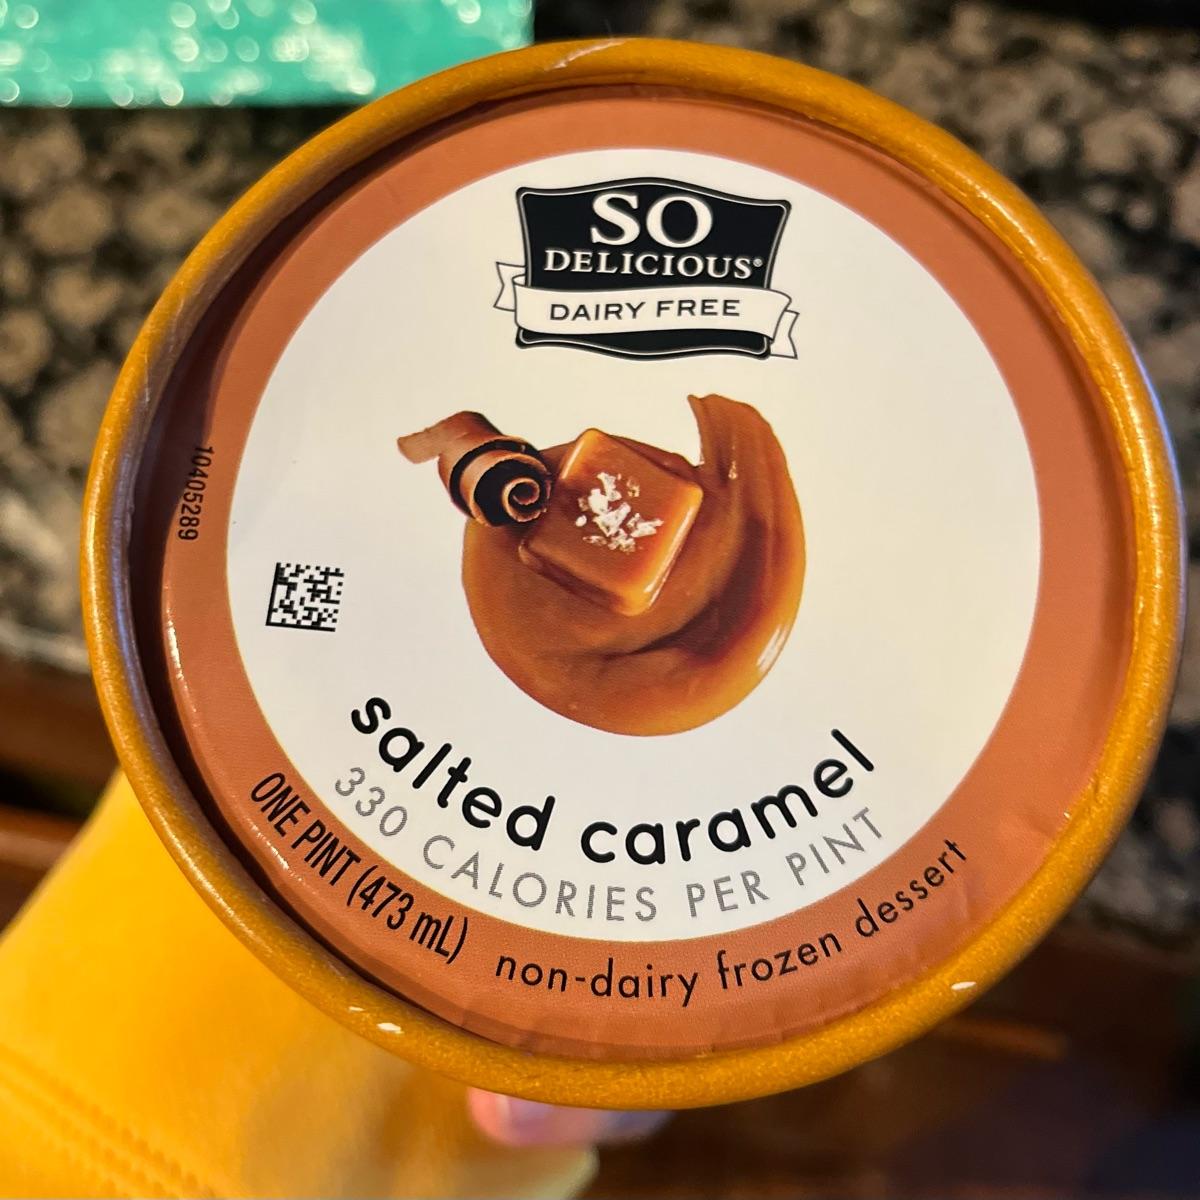 SO
DELICIOUS®
DAIRY FREE
10405289
salted caramel
330 CALORIES PER PINT
ONE PINT (473 mL) non-dairy frozen dessert